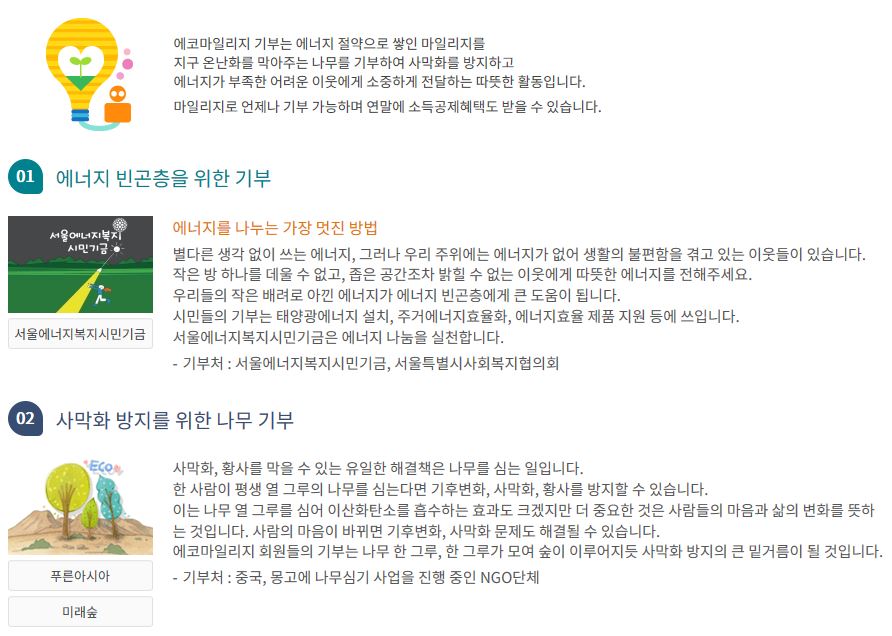 에코마일리지 기부는 에너지 절약으로 쌓인 마일리지를
지구 온난화를 막아주는 나무를 기부하여 사막화를 방지하고
에너지가 부족한 어려운 이웃에게 소중하게 전달하는 따뜻한 활동입니다.
마일리지로 언제나 기부 가능하며 연말에 소득공제혜택도 받을 수 있습니다.
01 에너지 빈곤층을 위한 기부
서울에너지복지
시민기금
서울에너지복지시민기금
에너지를 나누는 가장 멋진 방법
별다른 생각 없이 쓰는 에너지, 그러나 우리 주위에는 에너지가 없어 생활의 불편함을 겪고 있는 이웃들이 있습니다.
작은 방 하나를 데울 수 없고, 좁은 공간조차 밝힐 수 없는 이웃에게 따뜻한 에너지를 전해주세요.
우리들의 작은 배려로 아낀 에너지가 에너지 빈곤층에게 큰 도움이 됩니다.
시민들의 기부는 태양광에너지 설치, 주거에너지효율화, 에너지효율 제품 지원 등에 쓰입니다.
서울에너지복지시민기금은 에너지 나눔을 실천합니다.
- 기부처 : 서울에너지복지시민기금, 서울특별시사회복지협의회
02 사막화 방지를 위한 나무 기부
ECO
푸른아시아
미래숲
사막화, 황사를 막을 수 있는 유일한 해결책은 나무를 심는 일입니다.
한 사람이 평생 열 그루의 나무를 심는다면 기후변화, 사막화, 황사를 방지할 수 있습니다.
이는 나무 열 그루를 심어 이산화탄소를 흡수하는 효과도 크겠지만 더 중요한 것은 사람들의 마음과 삶의 변화를 뜻하
는 것입니다. 사람의 마음이 바뀌면 기후변화, 사막화 문제도 해결될 수 있습니다.
에코마일리지 회원들의 기부는 나무 한 그루, 한 그루가 모여 숲이 이루어지듯 사막화 방지의 큰 밑거름이 될 것입니다.
- 기부처 : 중국, 몽고에 나무심기 사업을 진행 중인 NGO단체